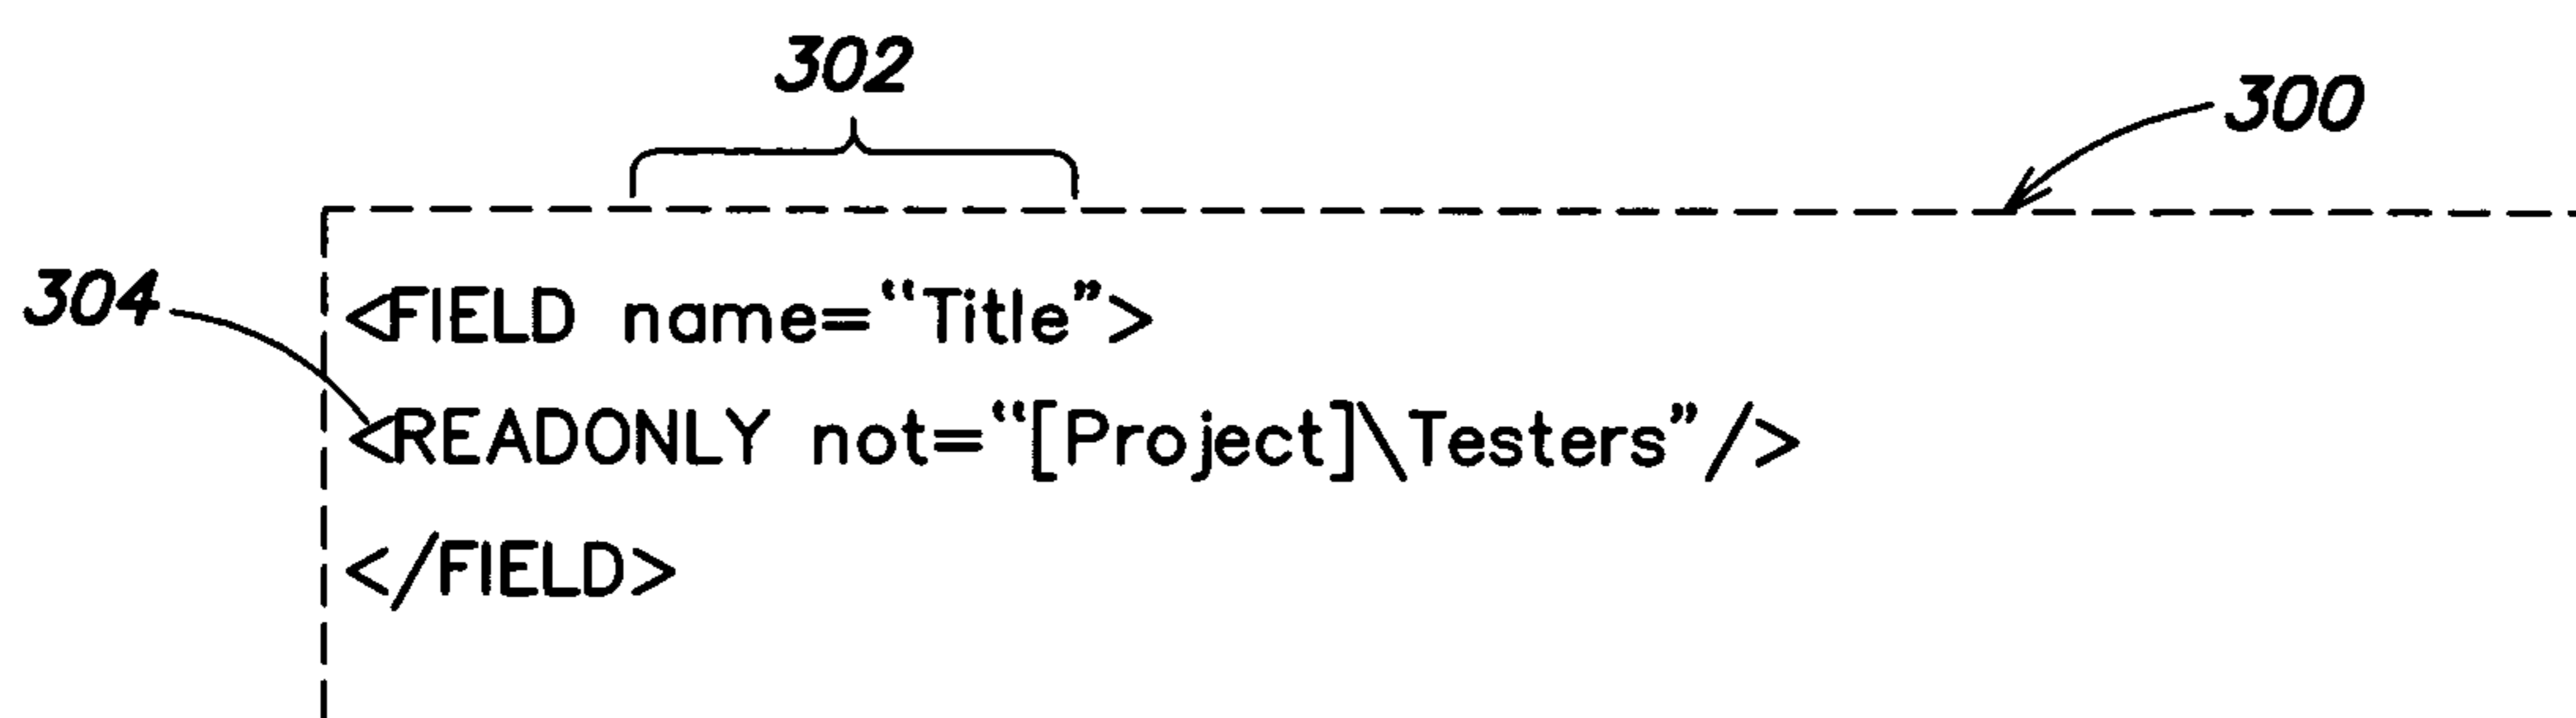 302
300
304
<FIELD name=“Title”>
<READONLY not=“[Project]\Testers”/>
</FIELD>